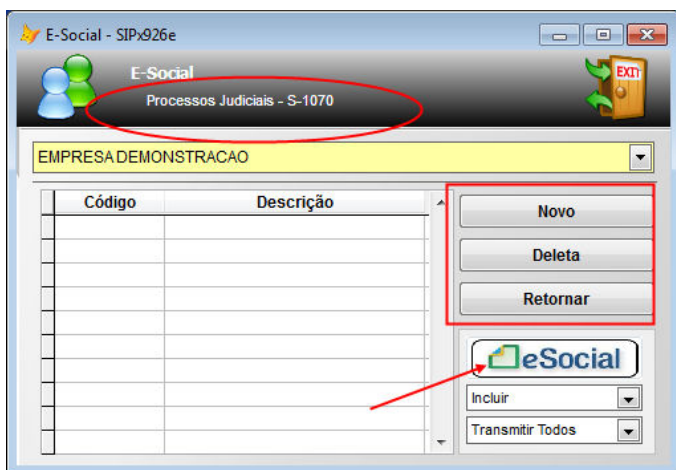 E-Social - SIPx926e
E-Social
Processos Judiciais - S-1070
EXIT
EMPRESA DEMONSTRACAO
Código Descrição
Novo
Deleta
Retornar
eSocial
Incluir
Transmitir Todos